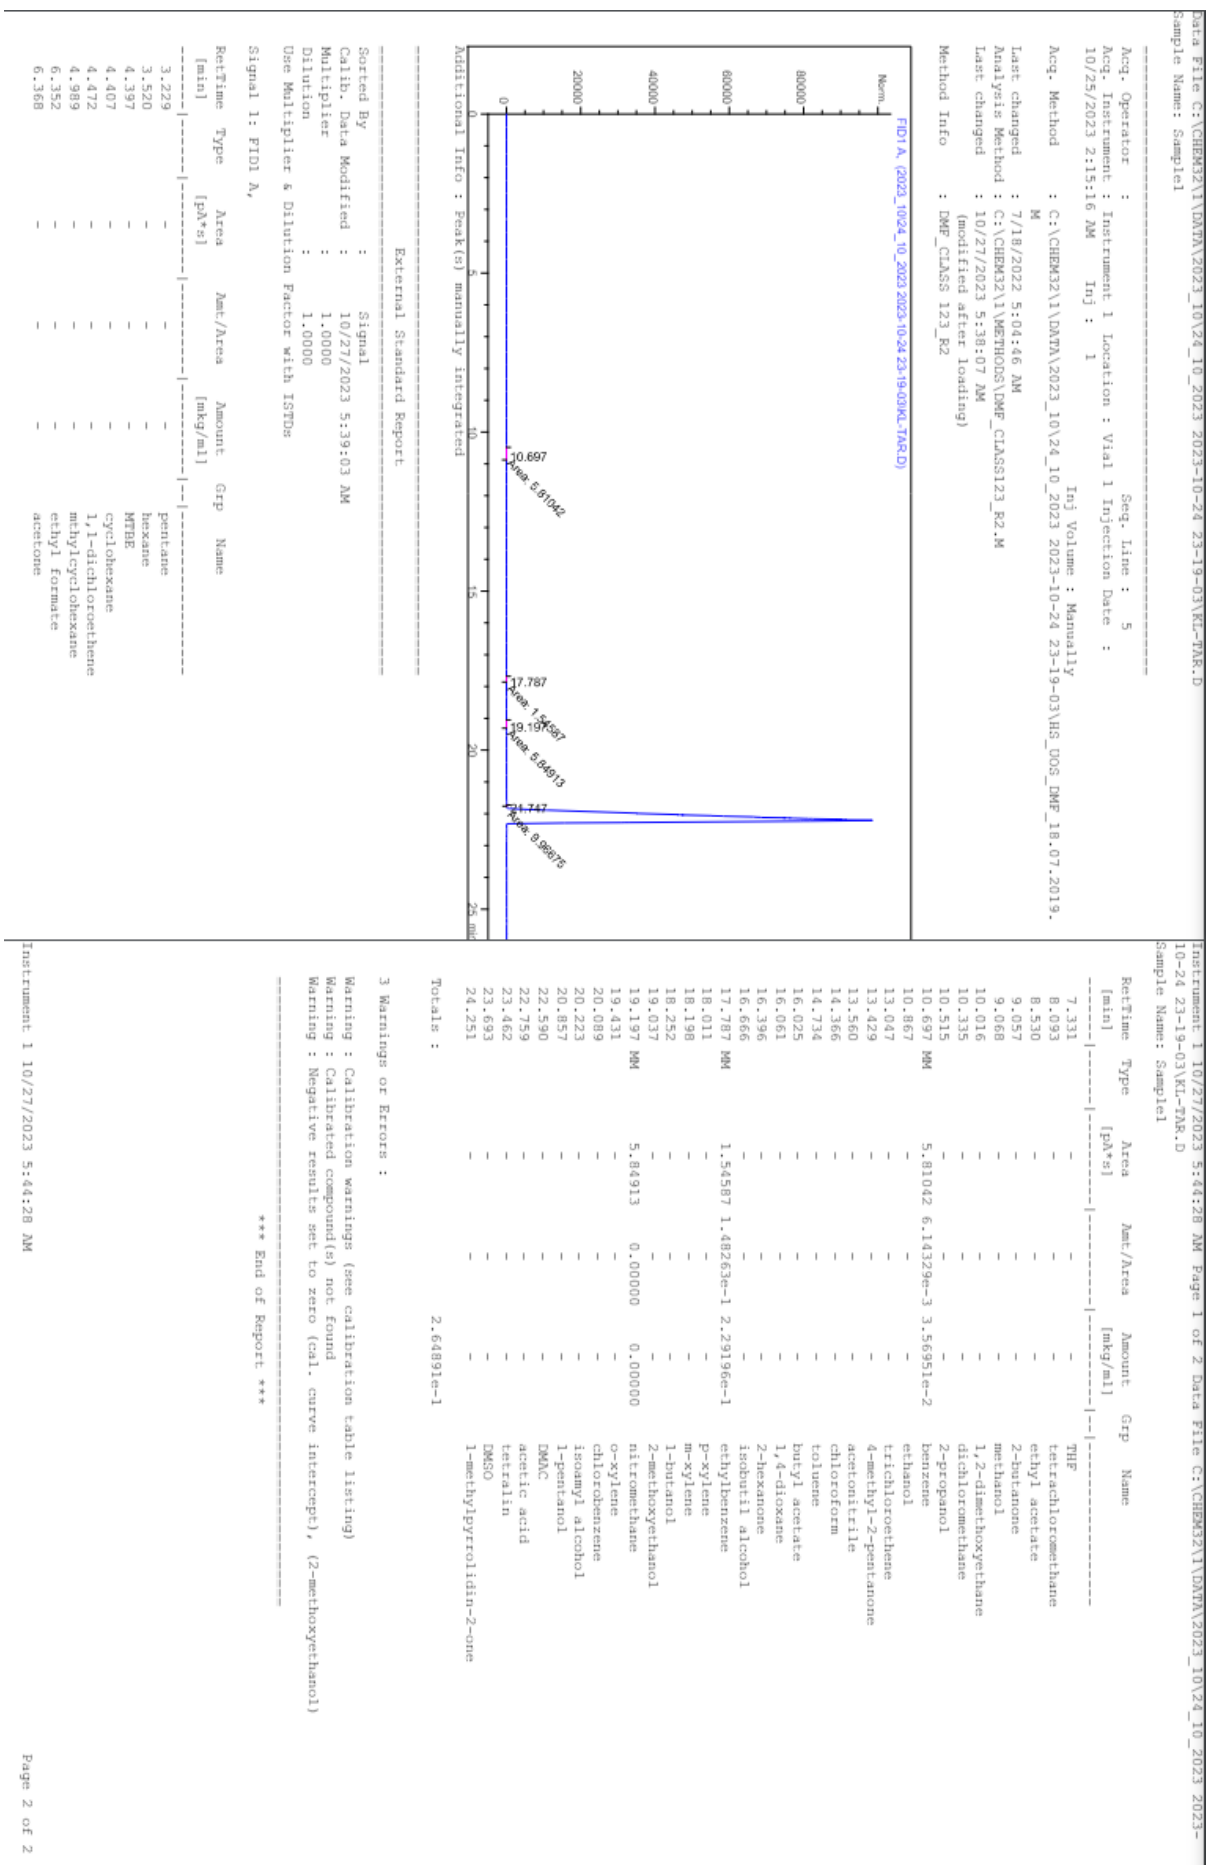 Data File C:\CHEM32\1\DATA\2023_10\24_10_2023 2023-10-24 23-19-03\KL-TAR.D
Sample Name: Sample1
Acq. Operator :
Seq. Line : 5
Acq. Instrument : Instrument 1 Location : Vial 1 Injection Date :
10/25/2023 2:15:16 AM Inj : 1
Inj Volume : Manually
Acq. Method : C:\CHEM32\1\DATA\2023_10\24_10_2023 2023-10-24 23-19-03\HS_UOS_DMF_18.07.2019.
M
Last changed : 7/18/2022 5:04:46 AM
Analysis Method : C:\CHEM32\1\METHODS\DMF_CLASS123_R2.M
Last changed : 10/27/2023 5:38:07 AM
(modified after loading)
Method Info : DMF_CLASS 123_R2
FID1 A, (2023_10\24_10_2023 2023-10-24 23-19-03\KL-TAR.D)
Norm.
80000
60000
40000
20000
0
10.697
Area: 5.81042
17.787
Area: 1.54587
19.197
Area: 5.84913
21.747
Area: 9.96675
0 5 10 15 20 25 min
Additional Info : Peak(s) manually integrated
External Standard Report
Sorted By : Signal
Calib. Data Modified : 10/27/2023 5:39:03 AM
Multiplier : 1.0000
Dilution : 1.0000
Use Multiplier & Dilution Factor with ISTDs
Signal 1: FID1 A,
RetTime Type Area Amt/Area Amount Grp Name
[min] [pA*s] [mkg/ml]
-------|------|----------|----------|----------|--|------------------
3.229 - - - pentane
3.520 - - - hexane
4.397 - - - MTBE
4.407 - - - cyclohexane
4.472 - - - 1,1-dichloroethene
4.989 - - - mthylcyclohexane
6.352 - - - ethyl formate
6.368 - - - acetone
Instrument 1 10/27/2023 5:44:28 AM Page 1 of 2 Data File C:\CHEM32\1\DATA\2023_10\24_10_2023 2023-
10-24 23-19-03\KL-TAR.D
Sample Name: Sample1
RetTime Type Area Amt/Area Amount Grp Name
[min] [pA*s] [mkg/ml]
-------|------|----------|----------|----------|--|------------------
7.331 - - - THF
8.093 - - - tetrachloromethane
8.530 - - - ethyl acetate
9.057 - - - 2-butanone
9.068 - - - methanol
10.016 - - - 1,2-dimethoxyethane
10.335 - - - dichloromethane
10.515 - - - 2-propanol
10.697 MM 5.81042 6.14329e-3 3.56951e-2 benzene
10.867 - - - ethanol
13.047 - - - trichloroethene
13.429 - - - 4-methyl-2-pentanone
13.560 - - - acetonitrile
14.366 - - - chloroform
14.734 - - - toluene
16.025 - - - butyl acetate
16.061 - - - 1,4-dioxane
16.396 - - - 2-hexanone
16.666 - - - isobutil alcohol
17.787 MM 1.54587 1.48263e-1 2.29196e-1 ethylbenzene
18.011 - - - p-xylene
18.198 - - - m-xylene
18.252 - - - 1-butanol
19.037 - - - 2-methoxyethanol
19.197 MM 5.84913 0.00000 0.00000 nitromethane
19.431 - - - o-xylene
20.089 - - - chlorobenzene
20.223 - - - isoamyl alcohol
20.857 - - - 1-pentanol
22.590 - - - DMAC
22.759 - - - acetic acid
23.462 - - - tetralin
23.693 - - - DMSO
24.251 - - - 1-methylpyrrolidin-2-one
Totals : 2.64891e-1
3 Warnings or Errors :
Warning : Calibration warnings (see calibration table listing)
Warning : Calibrated compound(s) not found
Warning : Negative results set to zero (cal. curve intercept), (2-methoxyethanol)
*** End of Report ***
Instrument 1 10/27/2023 5:44:28 AM Page 2 of 2